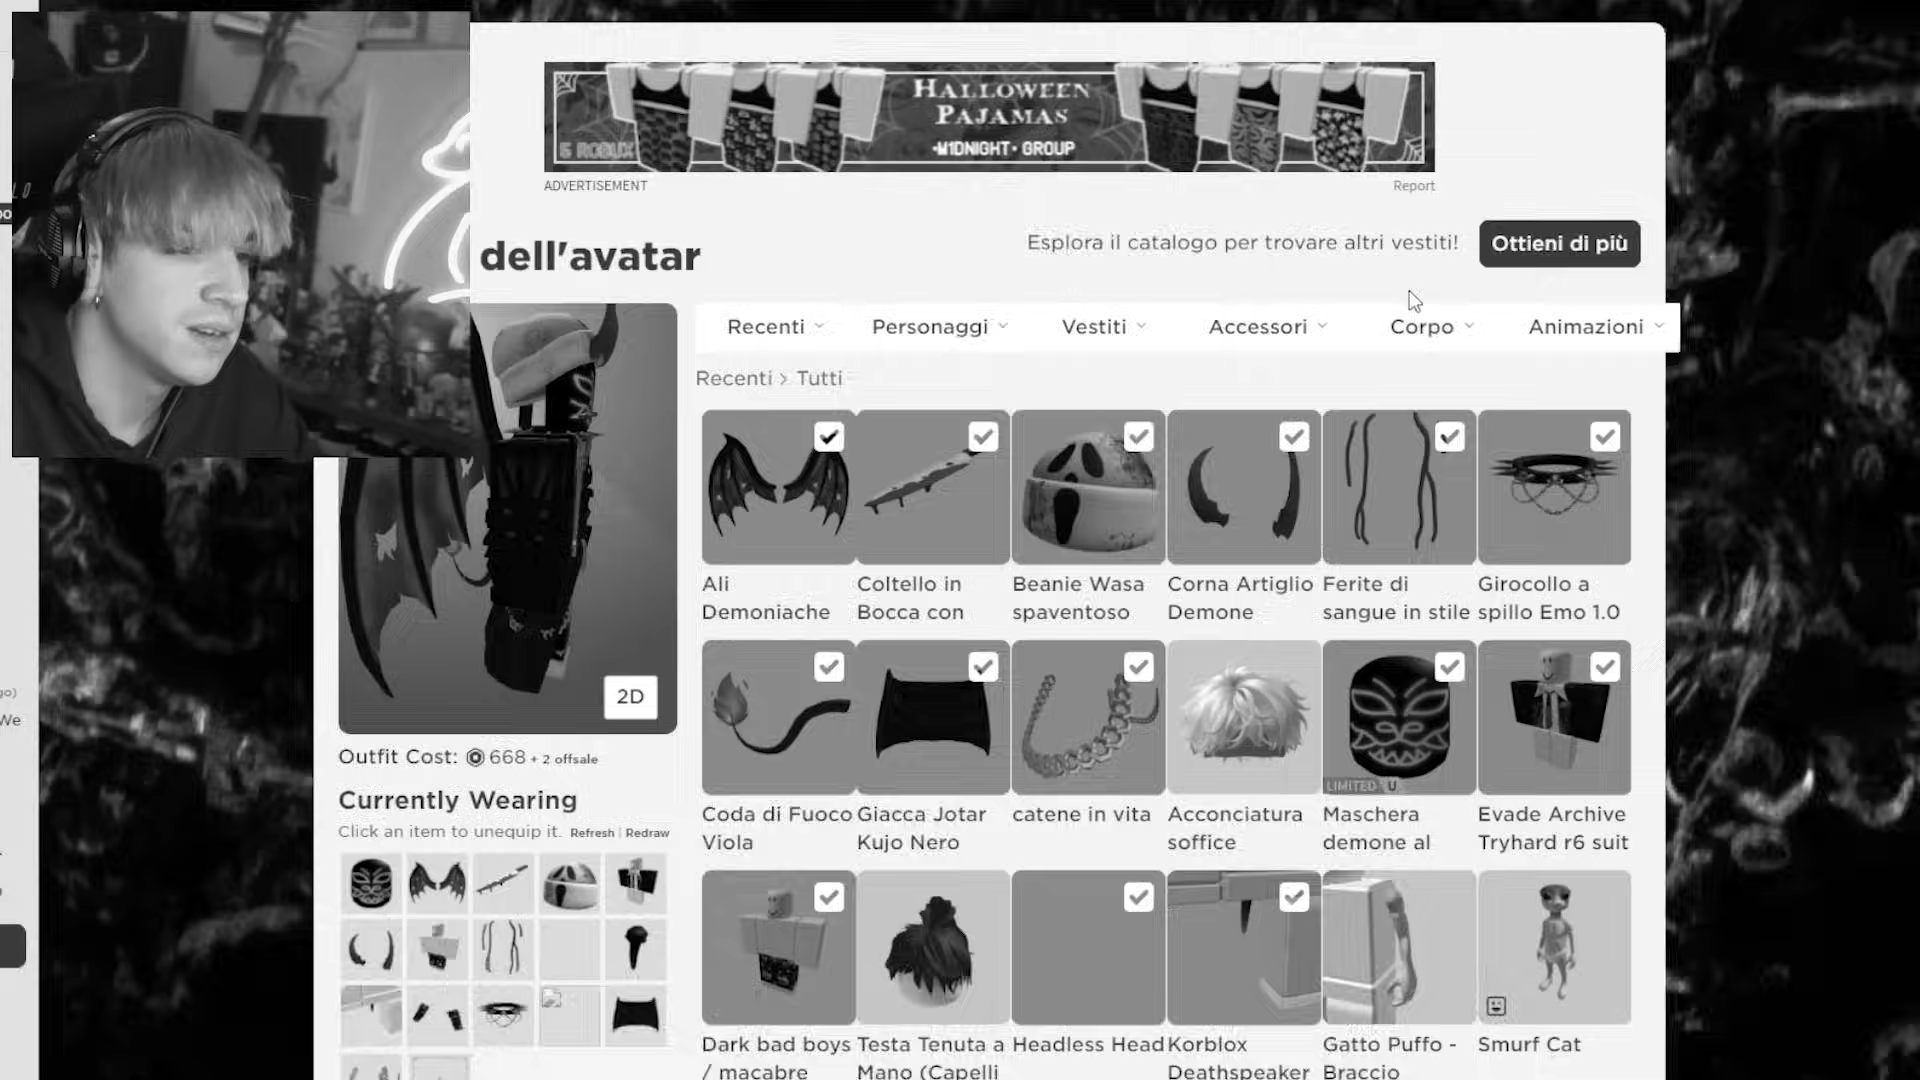 HALLOWEEN
PAJAMAS
5 ROBUX
•M1DNIGHT• GROUP
ADVERTISEMENT
Report
dell'avatar
Esplora il catalogo per trovare altri vestiti!
Ottieni di più
Recenti
Personaggi
Vestiti
Accessori
Corpo
Animazioni
Recenti > Tutti
Ali
Demoniache
Coltello in
Bocca con
Beanie Wasa
spaventoso
Corna Artiglio
Demone
Ferite di
sangue in stile
Girocollo a
spillo Emo 1.0
2D
LIMITED U
Coda di Fuoco
Viola
Giacca Jotar
Kujo Nero
catene in vita
Acconciatura
soffice
Maschera
demone al
Evade Archive
Tryhard r6 suit
Outfit Cost: 668 + 2 offsale
Currently Wearing
Click an item to unequip it. Refresh | Redraw
go)
We
Dark bad boys
/ macabre
Testa Tenuta a
Mano (Capelli
Headless Head
Korblox
Deathspeaker
Gatto Puffo -
Braccio
Smurf Cat